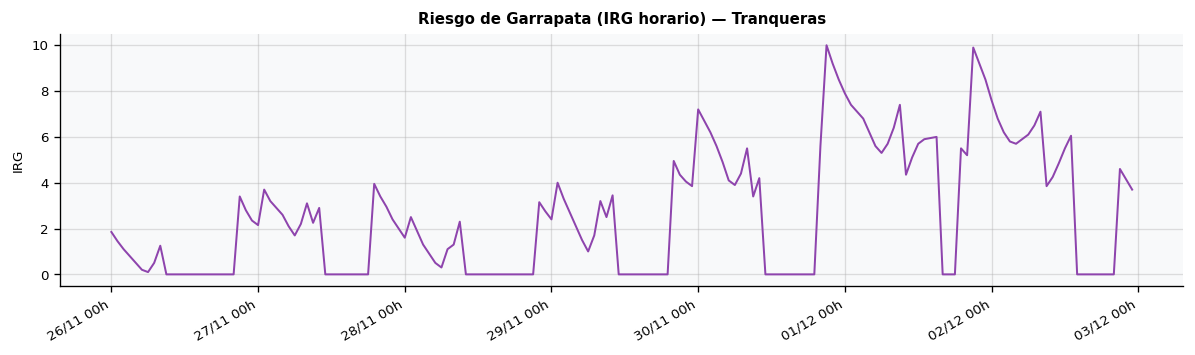 Riesgo de Garrapata (IRG horario) — Tranqueras
IRG
10
8
6
4
2
0
26/11 00h
27/11 00h
28/11 00h
29/11 00h
30/11 00h
01/12 00h
02/12 00h
03/12 00h